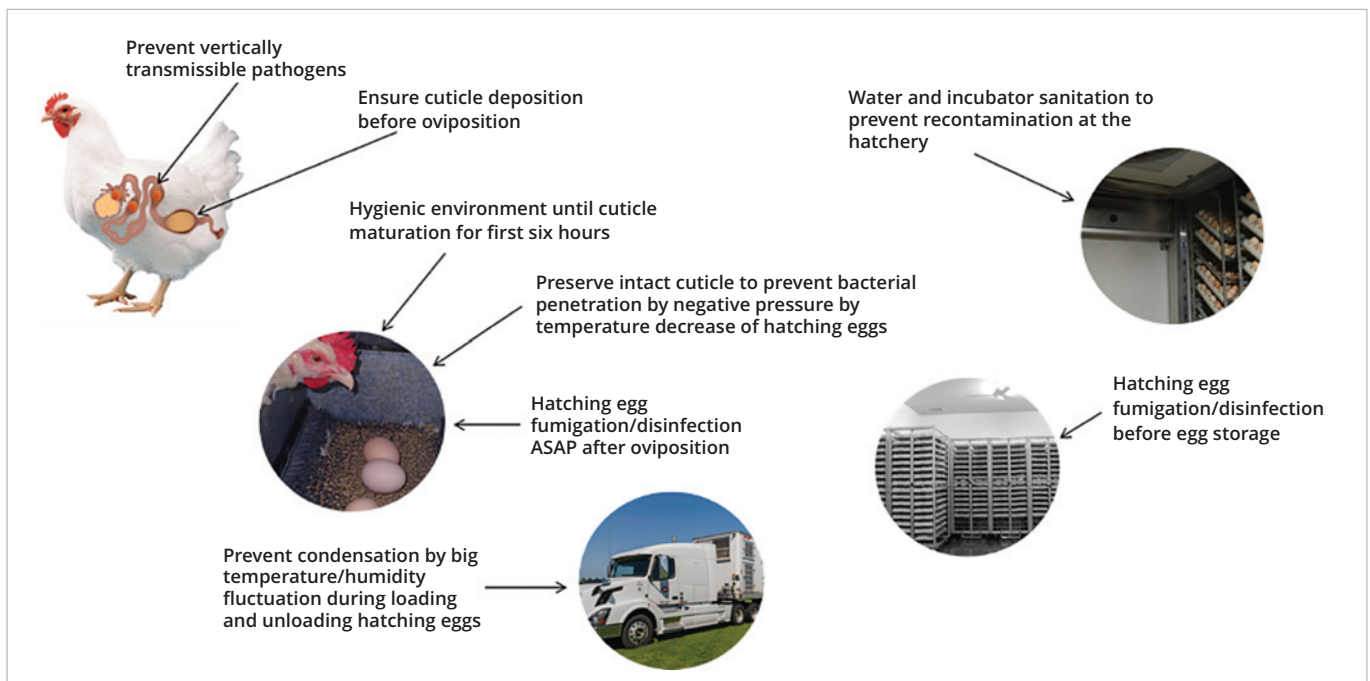 Prevent vertically
transmissible pathogens
Ensure cuticle deposition
before oviposition
Hygienic environment until cuticle
maturation for first six hours
Preserve intact cuticle to prevent bacterial
penetration by negative pressure by
temperature decrease of hatching eggs
Hatching egg
fumigation/disinfection
ASAP after oviposition
Prevent condensation by big
temperature/humidity
fluctuation during loading
and unloading hatching eggs
Water and incubator sanitation to
prevent recontamination at the
hatchery
Hatching egg
fumigation/disinfection
before egg storage